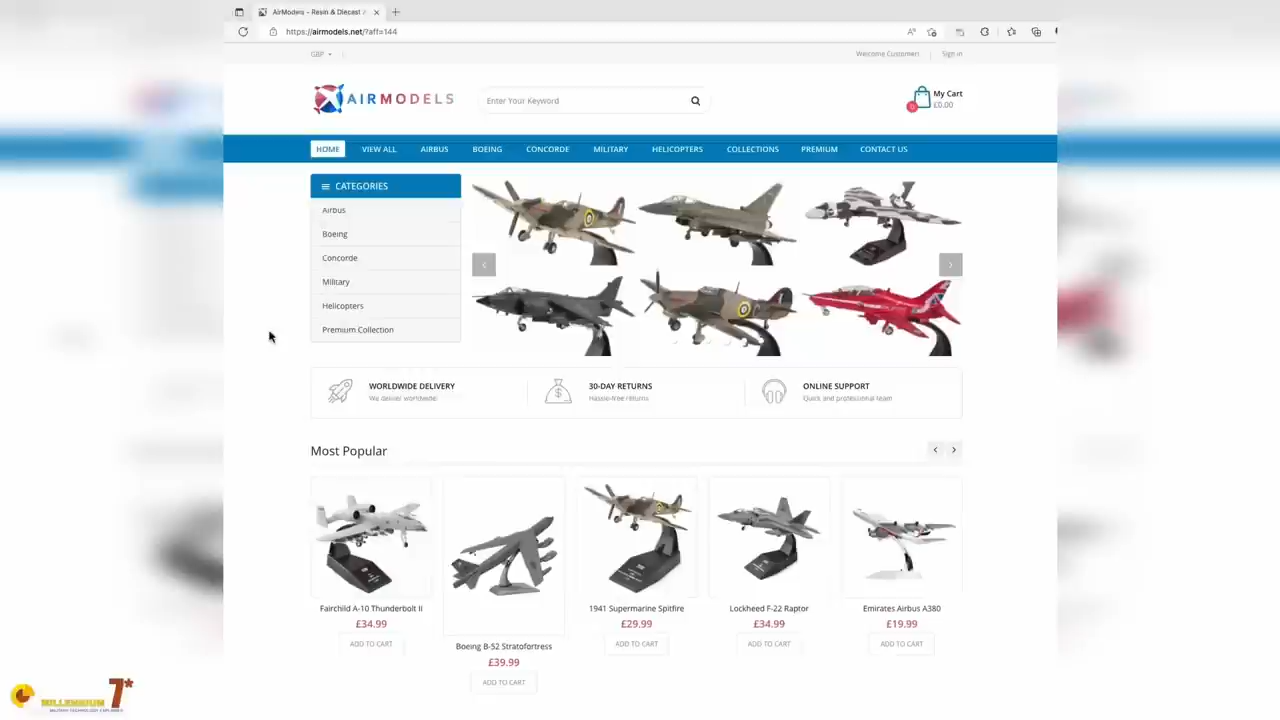 AirModels - Resin & Diecast A
https://airmodels.net/?aff=144
GBP
Welcome Customer!
Sign in
AIRMODELS
Enter Your Keyword
My Cart
0
£0.00
HOME
VIEW ALL
AIRBUS
BOEING
CONCORDE
MILITARY
HELICOPTERS
COLLECTIONS
PREMIUM
CONTACT US
CATEGORIES
Airbus
Boeing
Concorde
Military
Helicopters
Premium Collection
WORLDWIDE DELIVERY
We deliver worldwide!
30-DAY RETURNS
Hassle-free returns
ONLINE SUPPORT
Quick and professional team
Most Popular
Fairchild A-10 Thunderbolt II
£34.99
ADD TO CART
Boeing B-52 Stratofortress
£39.99
ADD TO CART
1941 Supermarine Spitfire
£29.99
ADD TO CART
Lockheed F-22 Raptor
£34.99
ADD TO CART
Emirates Airbus A380
£19.99
ADD TO CART
MILLENNIUM 7*